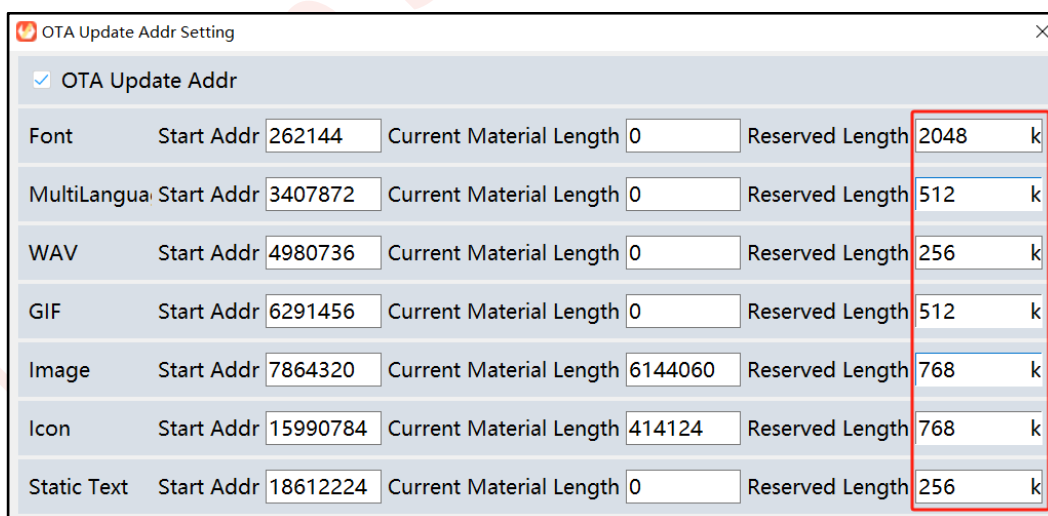 OTA Update Addr Setting
OTA Update Addr
Font Start Addr 262144 Current Material Length 0 Reserved Length 2048 k
MultiLangua Start Addr 3407872 Current Material Length 0 Reserved Length 512 k
WAV Start Addr 4980736 Current Material Length 0 Reserved Length 256 k
GIF Start Addr 6291456 Current Material Length 0 Reserved Length 512 k
Image Start Addr 7864320 Current Material Length 6144060 Reserved Length 768 k
Icon Start Addr 15990784 Current Material Length 414124 Reserved Length 768 k
Static Text Start Addr 18612224 Current Material Length 0 Reserved Length 256 k